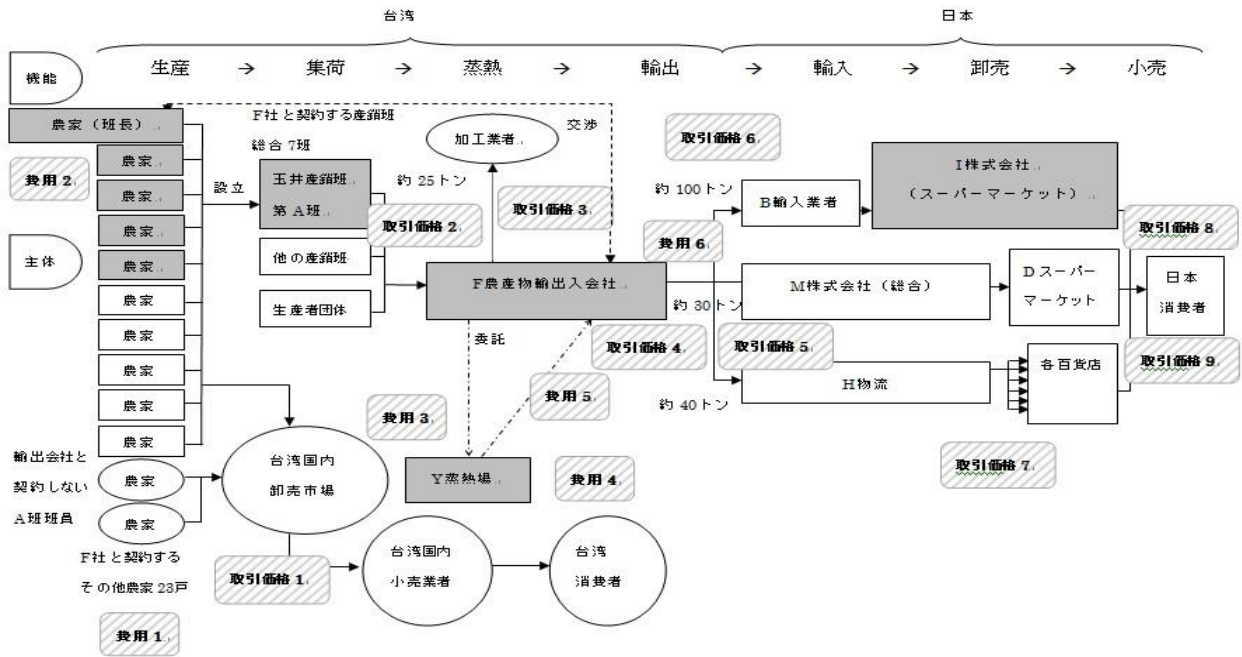 台湾
日本
機能
生産 → 集荷 → 蒸熱 → 輸出 → 輸入 → 卸売 → 小売
農家（班長）
F社と契約する産銷班
交渉
総合7班
加工業者
取引価格6
農家
費用2
設立
玉井産銷班
第A班
約25トン
取引価格3
約100トン
B輸入業者
I株式会社
（スーパーマーケット）
農家
取引価格2
農家
費用6
取引価格8
主体
他の産銷班
農家
F農産物輸出入会社
M株式会社（総合）
Dスーパー
マーケット
日本
消費者
農家
生産者団体
約30トン
農家
委託
取引価格4
取引価格5
取引価格9
農家
費用5
H物流
各百貨店
農家
費用3
約40トン
農家
輸出会社と
契約しない
A班班員
農家
台湾国内
卸売市場
Y蒸熱場
費用4
取引価格7
農家
F社と契約する
その他農家23戸
取引価格1
台湾国内
小売業者
台湾
消費者
費用1